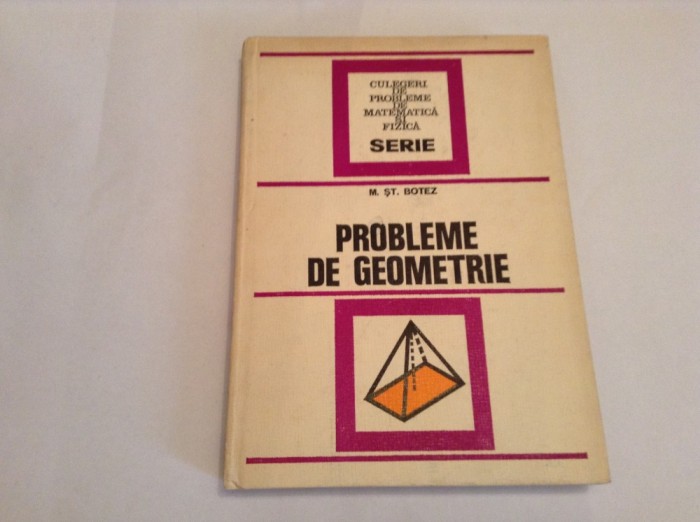 CULEGERI
DE
PROBLEME
DE
MATEMATICĂ
ŞI
FIZICĂ
SERIE
M. ŞT. BOTEZ
PROBLEME
DE GEOMETRIE